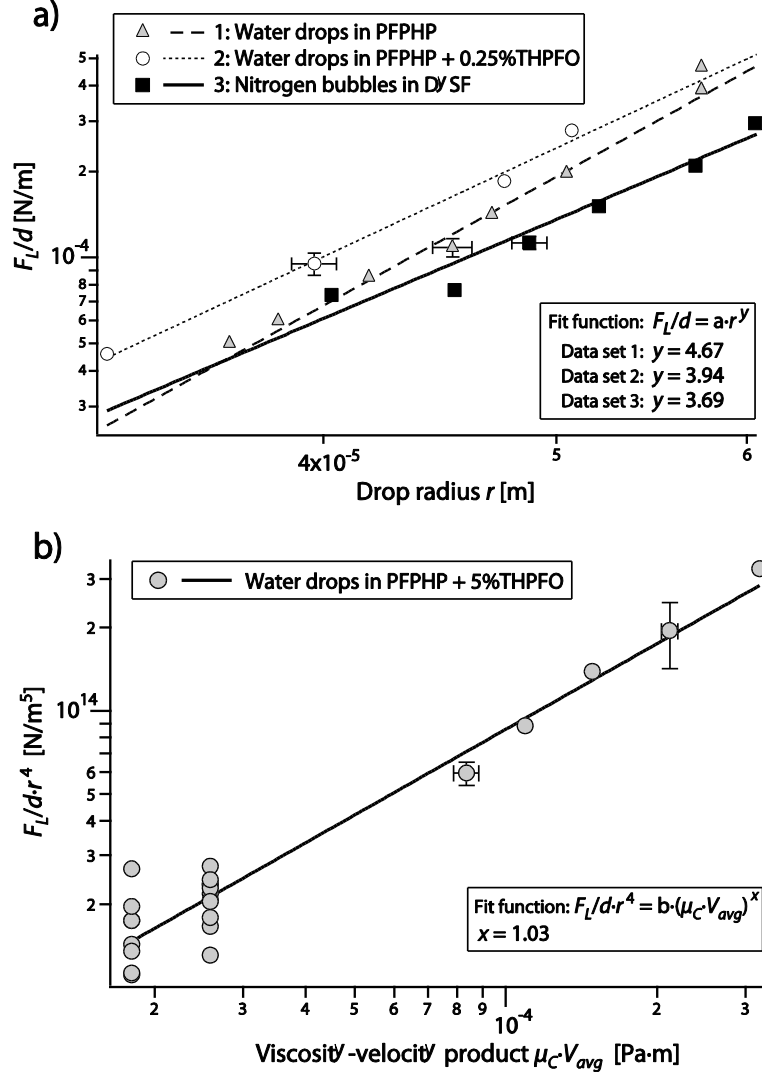 a)
1: Water drops in PFPHP
2: Water drops in PFPHP + 0.25%THPFO
3: Nitrogen bubbles in DySF
5
4
3
2
10-4
9
8
7
6
5
4
3
F_L/d [N/m]
Fit function: F_L/d = a·r^y
Data set 1: y = 4.67
Data set 2: y = 3.94
Data set 3: y = 3.69
4x10-5
5
6
Drop radius r [m]
b)
Water drops in PFPHP + 5%THPFO
3
2
10^14
6
5
4
3
2
F_L/d·r^4 [N/m^5]
Fit function: F_L/d·r^4 = b·(μ_C·V_avg)^x
x = 1.03
2
3
4
5
6
7
8
9
10-4
2
3
Viscosity-velocity product μ_C·V_avg [Pa·m]